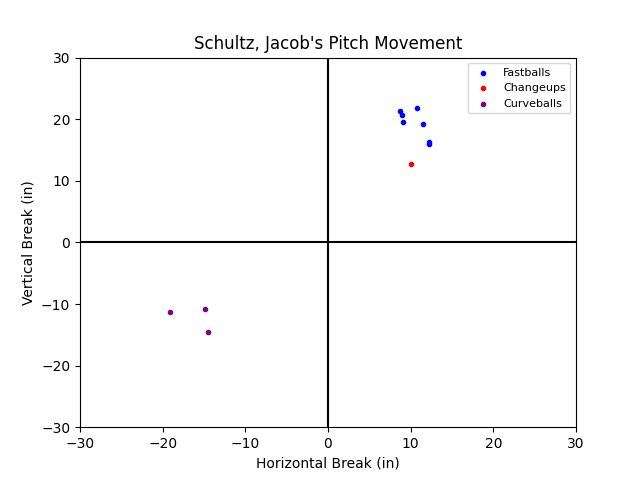 Schultz, Jacob's Pitch Movement
Fastballs
Changeups
Curveballs
Vertical Break (in)
30
20
10
0
−10
−20
−30
−30
−20
−10
0
10
20
30
Horizontal Break (in)